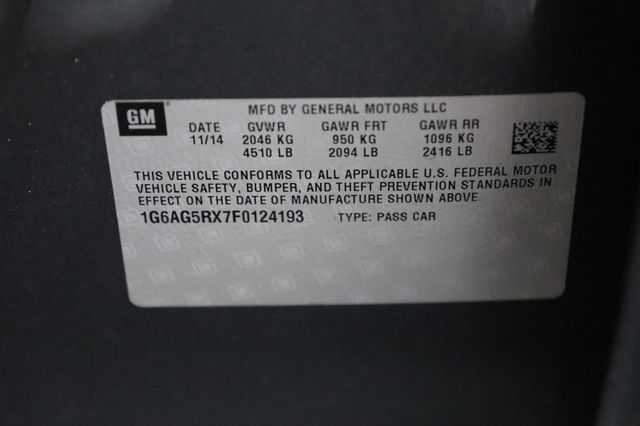 GM
MFD BY GENERAL MOTORS LLC
DATE GVWR GAWR FRT GAWR RR
11/14 2046 KG 950 KG 1096 KG
4510 LB 2094 LB 2416 LB
THIS VEHICLE CONFORMS TO ALL APPLICABLE U.S. FEDERAL MOTOR
VEHICLE SAFETY, BUMPER, AND THEFT PREVENTION STANDARDS IN
EFFECT ON THE DATE OF MANUFACTURE SHOWN ABOVE.
1G6AG5RX7F0124193 TYPE: PASS CAR